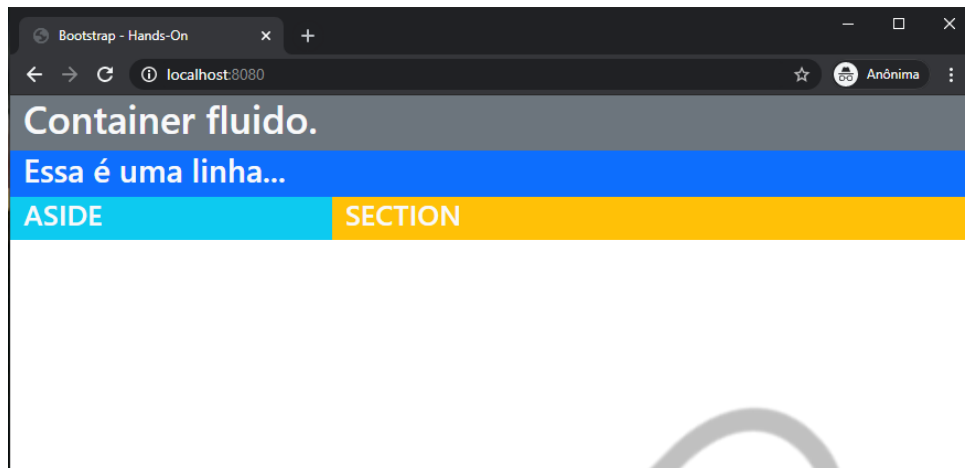 Bootstrap - Hands-On
localhost:8080
Anônima
Container fluido.
Essa é uma linha...
ASIDE
SECTION